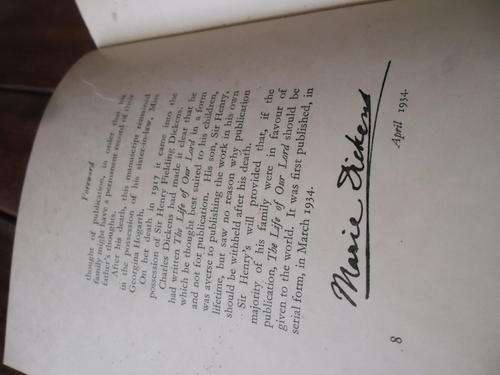 Foreword
thought of publication, in order that his
family might have a permanent record of their
father's thoughts.
After his death, this manuscript remained
in the possession of his sister-in-law, Miss
Georgina Hogarth.
On her death in 1917 it came into the
possession of Sir Henry Fielding Dickens.
Charles Dickens had made it clear that he
had written The Life of Our Lord in a form
which he thought best suited to his children,
and not for publication. His son, Sir Henry,
was averse to publishing the work in his own
lifetime, but saw no reason why publication
should be withheld after his death.
Sir Henry's will provided that, if the
majority of his family were in favour of
publication, The Life of Our Lord should be
given to the world. It was first published, in
serial form, in March 1934.
Marie Dickens
April 1934.
8